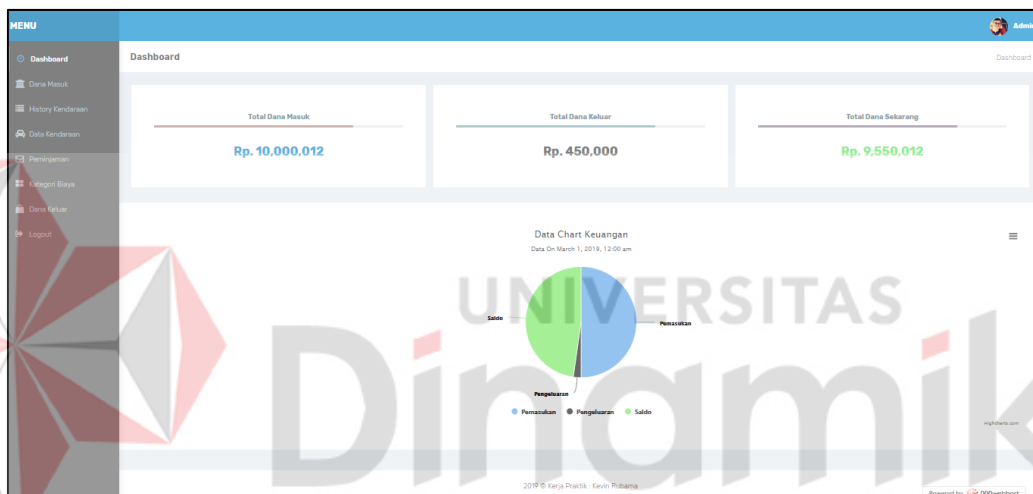 MENU
Admin
Dashboard
Dashboard
Dashboard
Dana Masuk
History Kendaraan
Data Kendaraan
Peminjaman
Kategori Biaya
Dana Keluar
Logout
Total Dana Masuk
Rp. 10,000,012
Total Dana Keluar
Rp. 450,000
Total Dana Sekarang
Rp. 9,550,012
Data Chart Keuangan
Data On March 1, 2019, 12:00 am
Saldo
Pemasukan
Pengeluaran
Pemasukan Pengeluaran Saldo
Highcharts.com
UNIVERSITAS
Dinamik
2019 © Kerja Praktik : Kevin Rubama
Powered by 000webhost